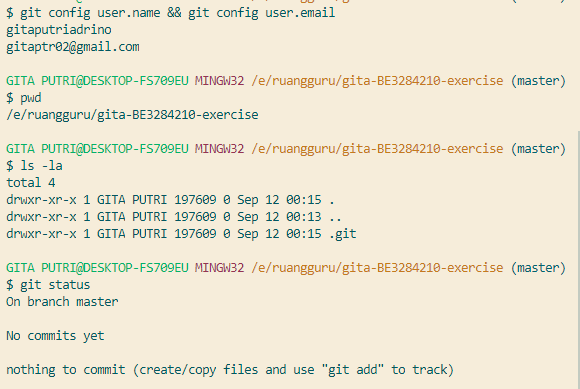 $ git config user.name && git config user.email
gitaputriadrino
gitaptr02@gmail.com
GITA PUTRI@DESKTOP-FS709EU MINGW32 /e/ruangguru/gita-BE3284210-exercise (master)
$ pwd
/e/ruangguru/gita-BE3284210-exercise
GITA PUTRI@DESKTOP-FS709EU MINGW32 /e/ruangguru/gita-BE3284210-exercise (master)
$ ls -la
total 4
drwxr-xr-x 1 GITA PUTRI 197609 0 Sep 12 00:15 .
drwxr-xr-x 1 GITA PUTRI 197609 0 Sep 12 00:13 ..
drwxr-xr-x 1 GITA PUTRI 197609 0 Sep 12 00:15 .git
GITA PUTRI@DESKTOP-FS709EU MINGW32 /e/ruangguru/gita-BE3284210-exercise (master)
$ git status
On branch master
No commits yet
nothing to commit (create/copy files and use "git add" to track)